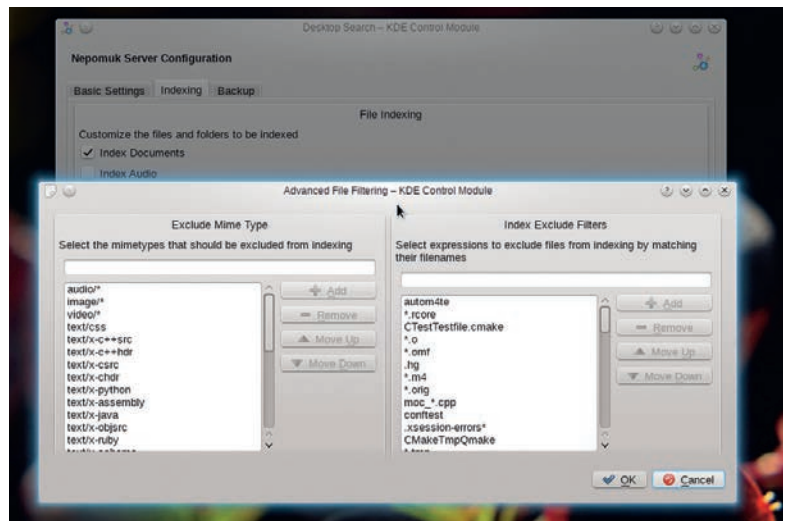 Desktop Search – KDE Control Module
Nepomuk Server Configuration
Basic Settings Indexing Backup
File Indexing
Customize the files and folders to be indexed
Index Documents
Index Audio
Advanced File Filtering – KDE Control Module
Exclude Mime Type
Select the mimetypes that should be excluded from indexing
audio/*
image/*
video/*
text/css
text/x-c++src
text/x-c++hdr
text/x-csrc
text/x-chdr
text/x-python
text/x-assembly
text/x-java
text/x-objsrc
text/x-ruby
Add
Remove
Move Up
Move Down
Index Exclude Filters
Select expressions to exclude files from indexing by matching
their filenames
autom4te
*.rcore
CTestTestfile.cmake
*.o
*.omf
.hg
*.m4
*.orig
moc_*.cpp
conftest
.xsession-errors*
CMakeTmpQmake
Add
Remove
Move Up
Move Down
OK Cancel